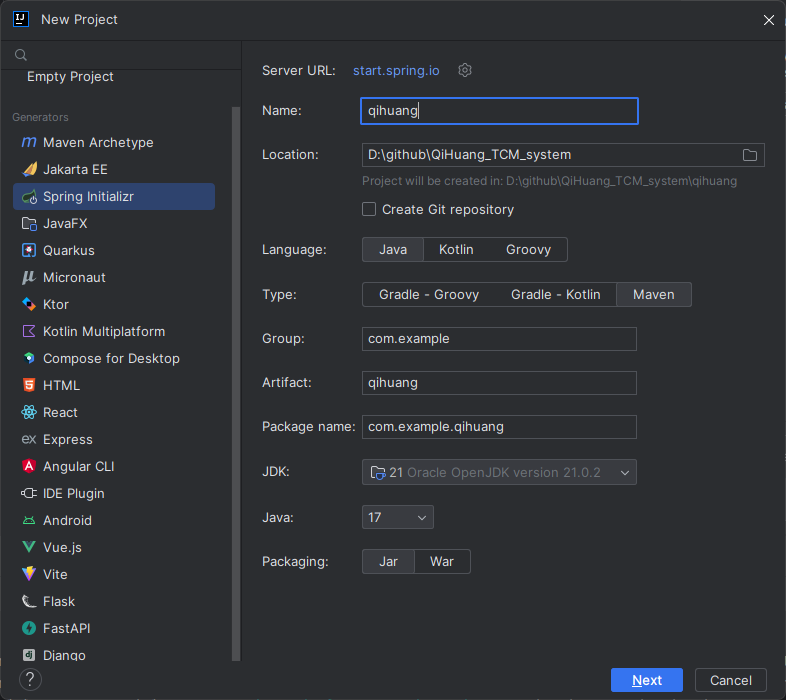 New Project
Empty Project
Generators
Maven Archetype
Jakarta EE
Spring Initializr
JavaFX
Quarkus
Micronaut
Ktor
Kotlin Multiplatform
Compose for Desktop
HTML
React
Express
Angular CLI
IDE Plugin
Android
Vue.js
Vite
Flask
FastAPI
Django
Server URL: start.spring.io
Name: qihuang
Location: D:\github\QiHuang_TCM_system
Project will be created in: D:\github\QiHuang_TCM_system\qihuang
Create Git repository
Language: Java Kotlin Groovy
Type: Gradle - Groovy Gradle - Kotlin Maven
Group: com.example
Artifact: qihuang
Package name: com.example.qihuang
JDK: 21 Oracle OpenJDK version 21.0.2
Java: 17
Packaging: Jar War
? Next Cancel